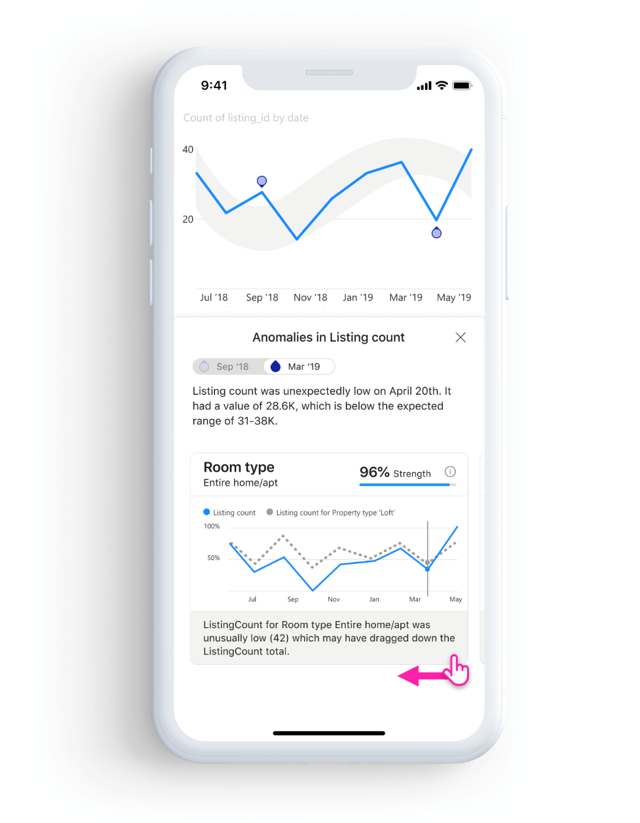 9:41
Count of listing_id by date
40
20
Jul '18 Sep '18 Nov '18 Jan '19 Mar '19 May '19
Anomalies in Listing count
Sep '18 Mar '19
Listing count was unexpectedly low on April 20th. It
had a value of 28.6K, which is below the expected
range of 31-38K.
Room type
Entire home/apt
96% Strength
Listing count Listing count for Property type 'Loft'
100%
50%
Jul Sep Nov Jan Mar May
ListingCount for Room type Entire home/apt was
unusually low (42) which may have dragged down the
ListingCount total.